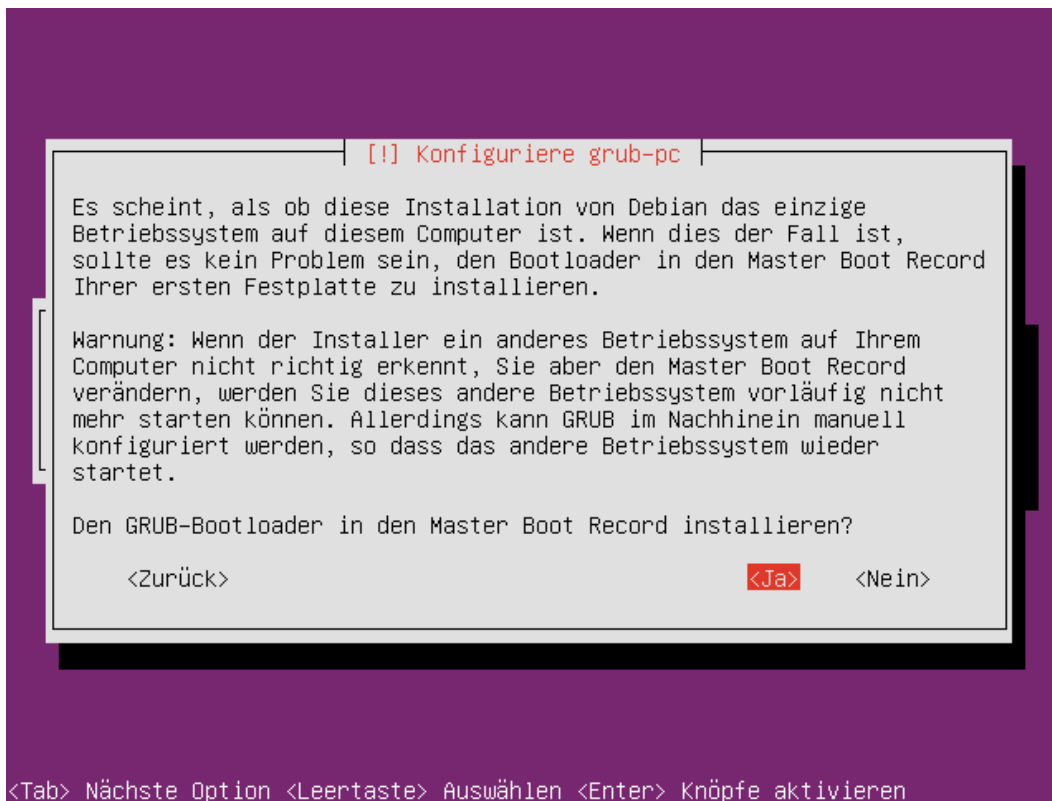 [!] Konfiguriere grub-pc
Es scheint, als ob diese Installation von Debian das einzige
Betriebssystem auf diesem Computer ist. Wenn dies der Fall ist,
sollte es kein Problem sein, den Bootloader in den Master Boot Record
Ihrer ersten Festplatte zu installieren.
Warnung: Wenn der Installer ein anderes Betriebssystem auf Ihrem
Computer nicht richtig erkennt, Sie aber den Master Boot Record
verändern, werden Sie dieses andere Betriebssystem vorläufig nicht
mehr starten können. Allerdings kann GRUB im Nachhinein manuell
konfiguriert werden, so dass das andere Betriebssystem wieder
startet.
Den GRUB-Bootloader in den Master Boot Record installieren?
<Zurück> <Ja> <Nein>
<Tab> Nächste Option <Leertaste> Auswählen <Enter> Knöpfe aktivieren